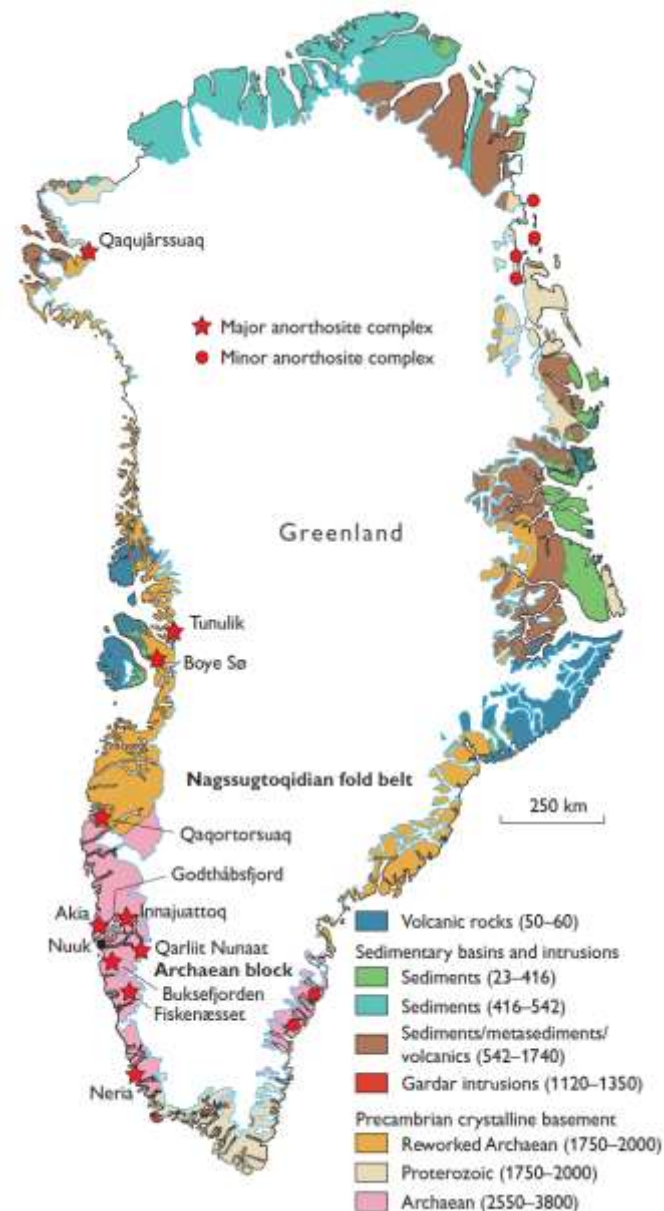 Qaqujârssuaq
Major anorthosite complex
Minor anorthosite complex
Greenland
Tunulik
Boye Sø
Nagssugtoqidian fold belt
250 km
Qaqortorsuaq
Godthåbsfjord
Akia
Innajuattoq
Nuuk
Qarliit Nunaat
Archaean block
Buksefjorden
Fiskenæsset
Neria
Volcanic rocks (50–60)
Sedimentary basins and intrusions
Sediments (23–416)
Sediments (416–542)
Sediments/metasediments/
volcanics (542–1740)
Gardar intrusions (1120–1350)
Precambrian crystalline basement
Reworked Archaean (1750–2000)
Proterozoic (1750–2000)
Archaean (2550–3800)